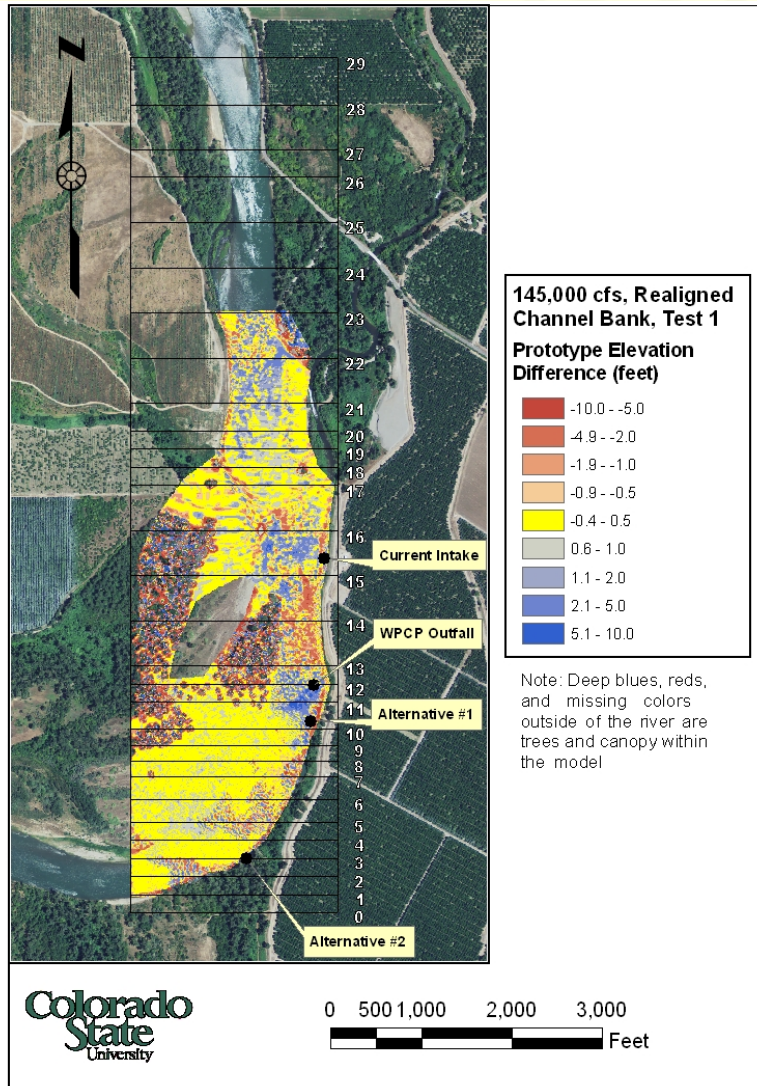 N
29
28
27
26
25
24
23
22
21
20
19
18
17
16
15
14
13
12
11
10
9
8
7
6
5
4
3
2
1
0
Current Intake
WPCP Outfall
Alternative #1
Alternative #2
145,000 cfs, Realigned
Channel Bank, Test 1
Prototype Elevation
Difference (feet)
-10.0 - -5.0
-4.9 - -2.0
-1.9 - -1.0
-0.9 - -0.5
-0.4 - 0.5
0.6 - 1.0
1.1 - 2.0
2.1 - 5.0
5.1 - 10.0
Note: Deep blues, reds,
and missing colors
outside of the river are
trees and canopy within
the model
Colorado
State
University
0 500 1,000 2,000 3,000
Feet